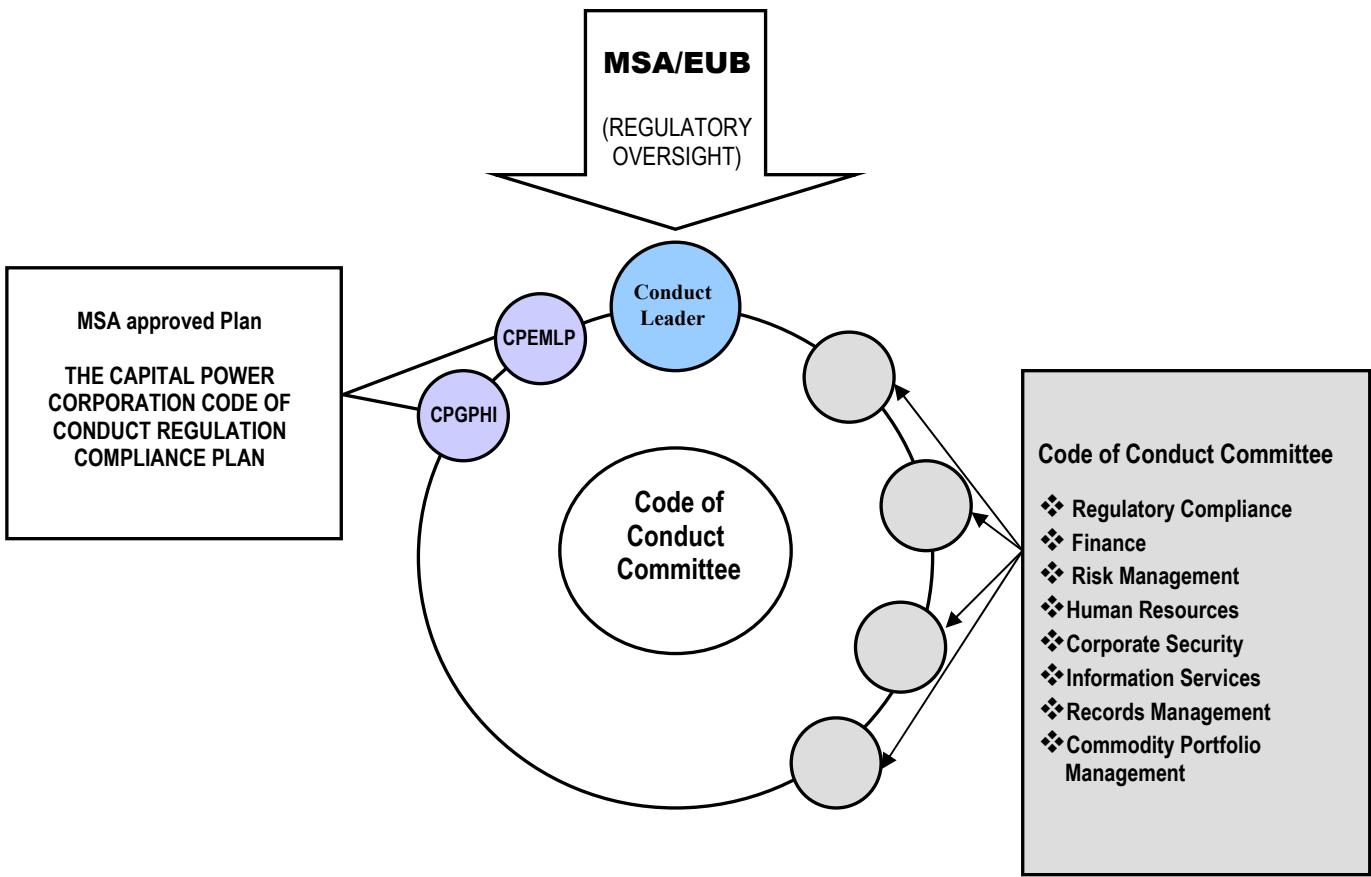 MSA/EUB
(REGULATORY
OVERSIGHT)
Conduct
Leader
CPEMLP
CPGPHI
MSA approved Plan
THE CAPITAL POWER
CORPORATION CODE OF
CONDUCT REGULATION
COMPLIANCE PLAN
Code of
Conduct
Committee
Code of Conduct Committee
❖ Regulatory Compliance
❖ Finance
❖ Risk Management
❖ Human Resources
❖ Corporate Security
❖ Information Services
❖ Records Management
❖ Commodity Portfolio
Management